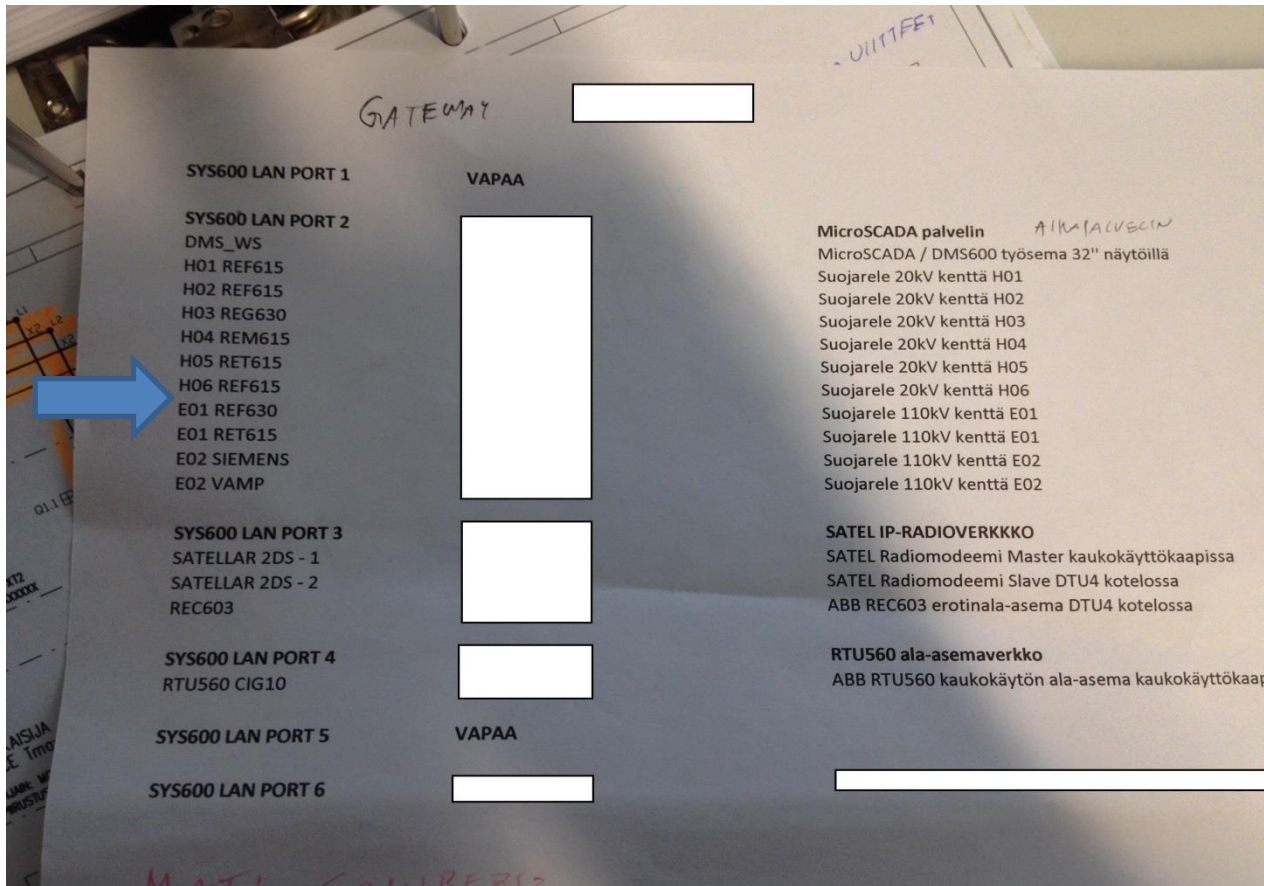 UIITTEET
GATEWAY
SYS600 LAN PORT 1 VAPAA
SYS600 LAN PORT 2 MicroSCADA palvelin AIKAPALVELIN
DMS_WS MicroSCADA / DMS600 työsema 32" näytöillä
H01 REF615 Suojarele 20kV kenttä H01
H02 REF615 Suojarele 20kV kenttä H02
H03 REG630 Suojarele 20kV kenttä H03
H04 REM615 Suojarele 20kV kenttä H04
H05 RET615 Suojarele 20kV kenttä H05
H06 REF615 Suojarele 20kV kenttä H06
E01 REF630 Suojarele 110kV kenttä E01
E01 RET615 Suojarele 110kV kenttä E01
E02 SIEMENS Suojarele 110kV kenttä E02
E02 VAMP Suojarele 110kV kenttä E02
SYS600 LAN PORT 3 SATEL IP-RADIOVERKKKO
SATELLAR 2DS - 1 SATEL Radiomodeemi Master kaukokäyttökaapissa
SATELLAR 2DS - 2 SATEL Radiomodeemi Slave DTU4 kotelossa
REC603 ABB REC603 erotinala-asema DTU4 kotelossa
SYS600 LAN PORT 4 RTU560 ala-asemaverkko
RTU560 CIG10 ABB RTU560 kaukokäytön ala-asema kaukokäyttökaap
SYS600 LAN PORT 5 VAPAA
SYS600 LAN PORT 6